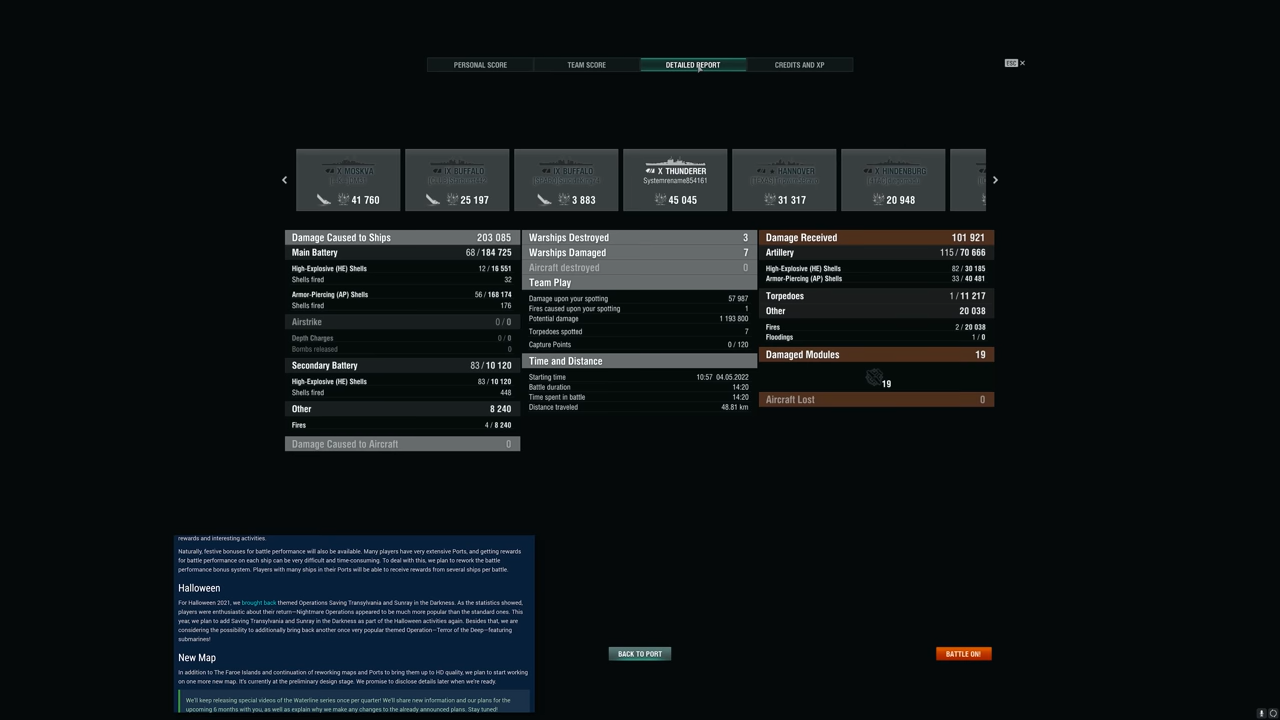 PERSONAL SCORE
TEAM SCORE
DETAILED REPORT
CREDITS AND XP
ESC ×
X MOSKVA
41 760
IX BUFFALO
25 197
IX BUFFALO
3 883
X THUNDERER
Systemrename854161
45 045
HANNOVER
31 317
X HINDENBURG
20 948
Damage Caused to Ships 203 085
Main Battery 68 / 184 725
High-Explosive (HE) Shells 12 / 16 551
Shells fired 32
Armor-Piercing (AP) Shells 56 / 168 174
Shells fired 176
Airstrike 0 / 0
Depth Charges 0 / 0
Bombs released 0
Secondary Battery 83 / 10 120
High-Explosive (HE) Shells 83 / 10 120
Shells fired 448
Other 8 240
Fires 4 / 8 240
Damage Caused to Aircraft 0
Warships Destroyed 3
Warships Damaged 7
Aircraft destroyed 0
Team Play
Damage upon your spotting 57 987
Fires caused upon your spotting 1
Potential damage 1 193 800
Torpedoes spotted 7
Capture Points 0 / 120
Time and Distance
Starting time 10:57 04.05.2022
Battle duration 14:20
Time spent in battle 14:20
Distance traveled 48.81 km
Damage Received 101 921
Artillery 115 / 70 666
High-Explosive (HE) Shells 82 / 30 185
Armor-Piercing (AP) Shells 33 / 40 481
Torpedoes 1 / 11 217
Other 20 038
Fires 2 / 20 038
Floodings 1 / 0
Damaged Modules 19
19
Aircraft Lost 0
rewards and interesting activities.
Naturally, festive bonuses for battle performance will also be available. Many players have very extensive Ports, and getting rewards
for battle performance on each ship can be very difficult and time-consuming. To deal with this, we plan to rework the battle
performance bonus system. Players with many ships in their Ports will be able to receive rewards from several ships per battle.
Halloween
For Halloween 2021, we brought back themed Operations Saving Transylvania and Sunray in the Darkness. As the statistics showed,
players were enthusiastic about their return—Nightmare Operations appeared to be much more popular than the standard ones. This
year, we plan to add Saving Transylvania and Sunray in the Darkness as part of the Halloween activities again. Besides that, we are
considering the possibility to additionally bring back another once very popular themed Operation—Terror of the Deep—featuring
submarines!
New Map
In addition to The Faroe Islands and continuation of reworking maps and Ports to bring them up to HD quality, we plan to start working
on one more new map. It's currently at the preliminary design stage. We promise to disclose details later when we're ready.
We'll keep releasing special videos of the Waterline series once per quarter! We'll share new information and our plans for the
upcoming 6 months with you, as well as explain why we make any changes to the already announced plans. Stay tuned!
BACK TO PORT
BATTLE ON!